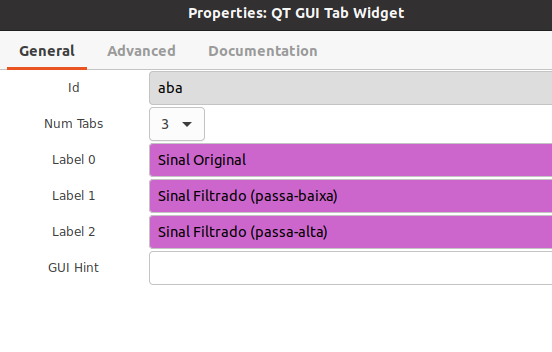 Properties: QT GUI Tab Widget
General Advanced Documentation
Id aba
Num Tabs 3
Label 0 Sinal Original
Label 1 Sinal Filtrado (passa-baixa)
Label 2 Sinal Filtrado (passa-alta)
GUI Hint